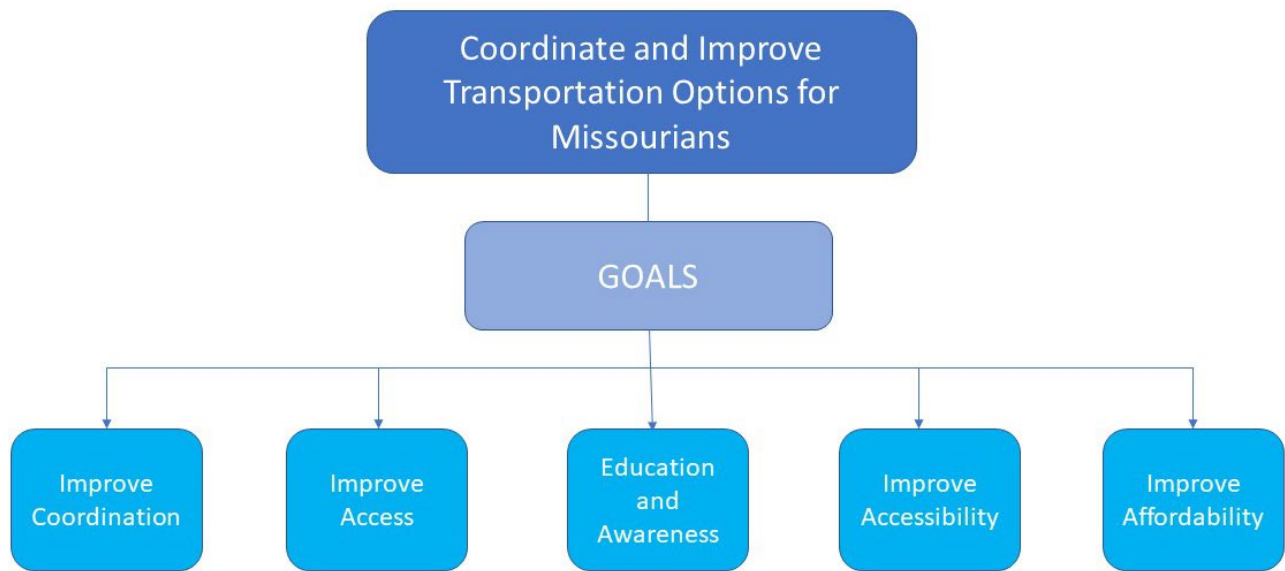 Coordinate and Improve
Transportation Options for
Missourians
GOALS
Improve
Coordination
Improve
Access
Education
and
Awareness
Improve
Accessibility
Improve
Affordability